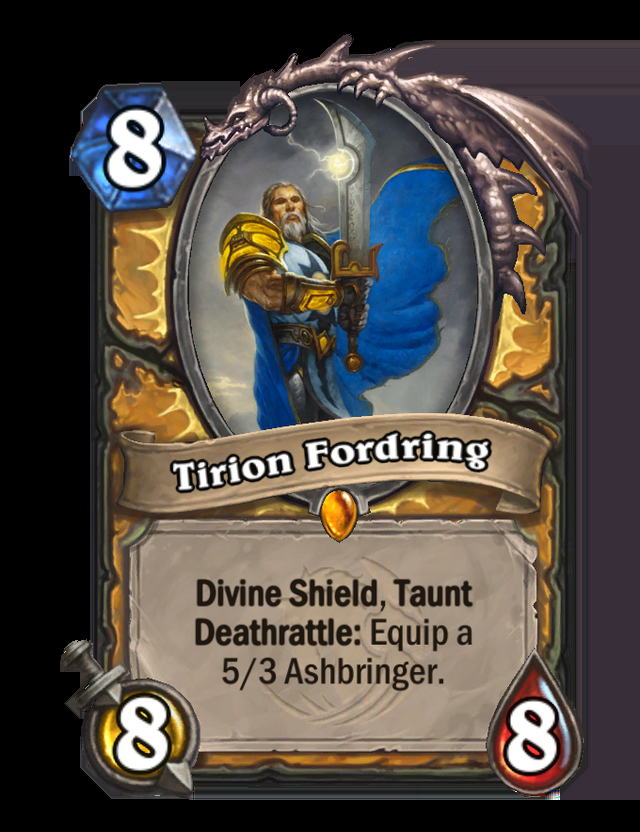 8
Tirion Fordring
Divine Shield, Taunt
Deathrattle: Equip a
5/3 Ashbringer.
8
8